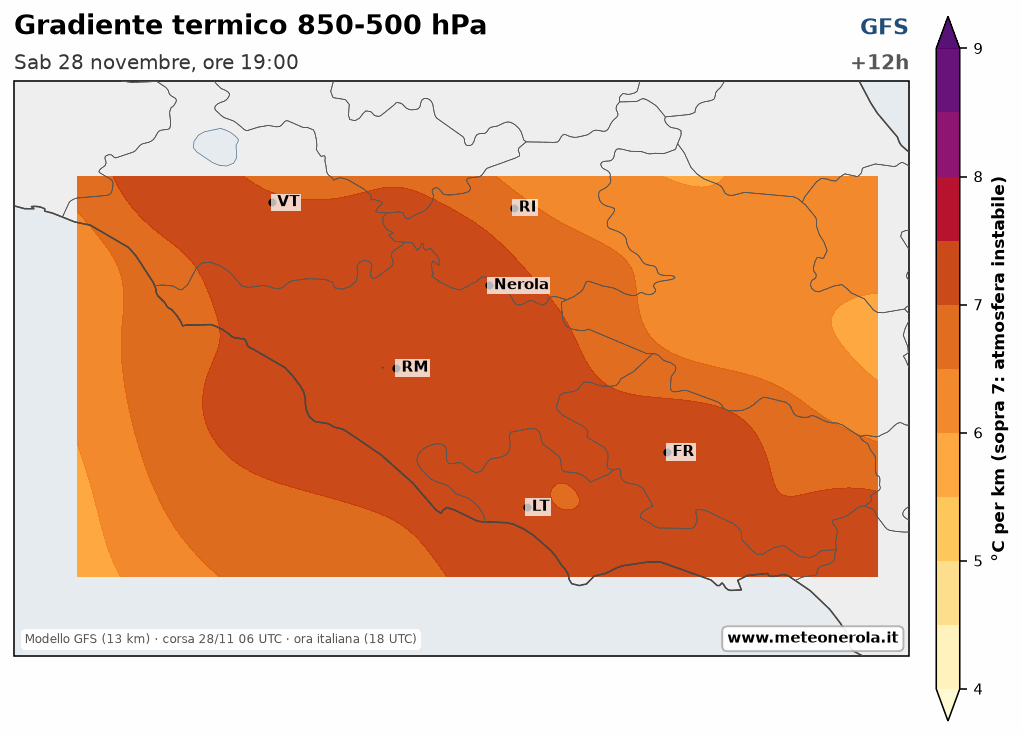 Gradiente termico 850-500 hPa
GFS
Sab 28 novembre, ore 19:00
+12h
VT
RI
Nerola
RM
FR
LT
Modello GFS (13 km) · corsa 28/11 06 UTC · ora italiana (18 UTC)
www.meteonerola.it
9
8
7
6
5
4
°C per km (sopra 7: atmosfera instabile)